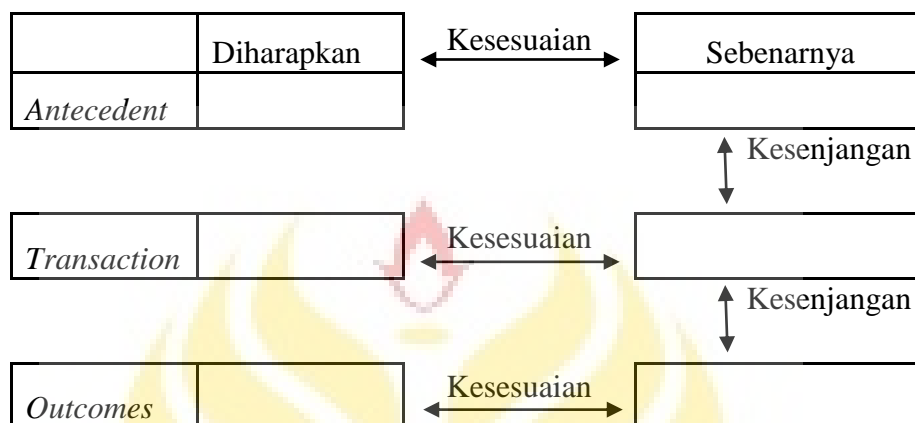 Diharapkan Kesesuaian Sebenarnya
Antecedent
Kesenjangan
Transaction Kesesuaian
Kesenjangan
Outcomes Kesesuaian